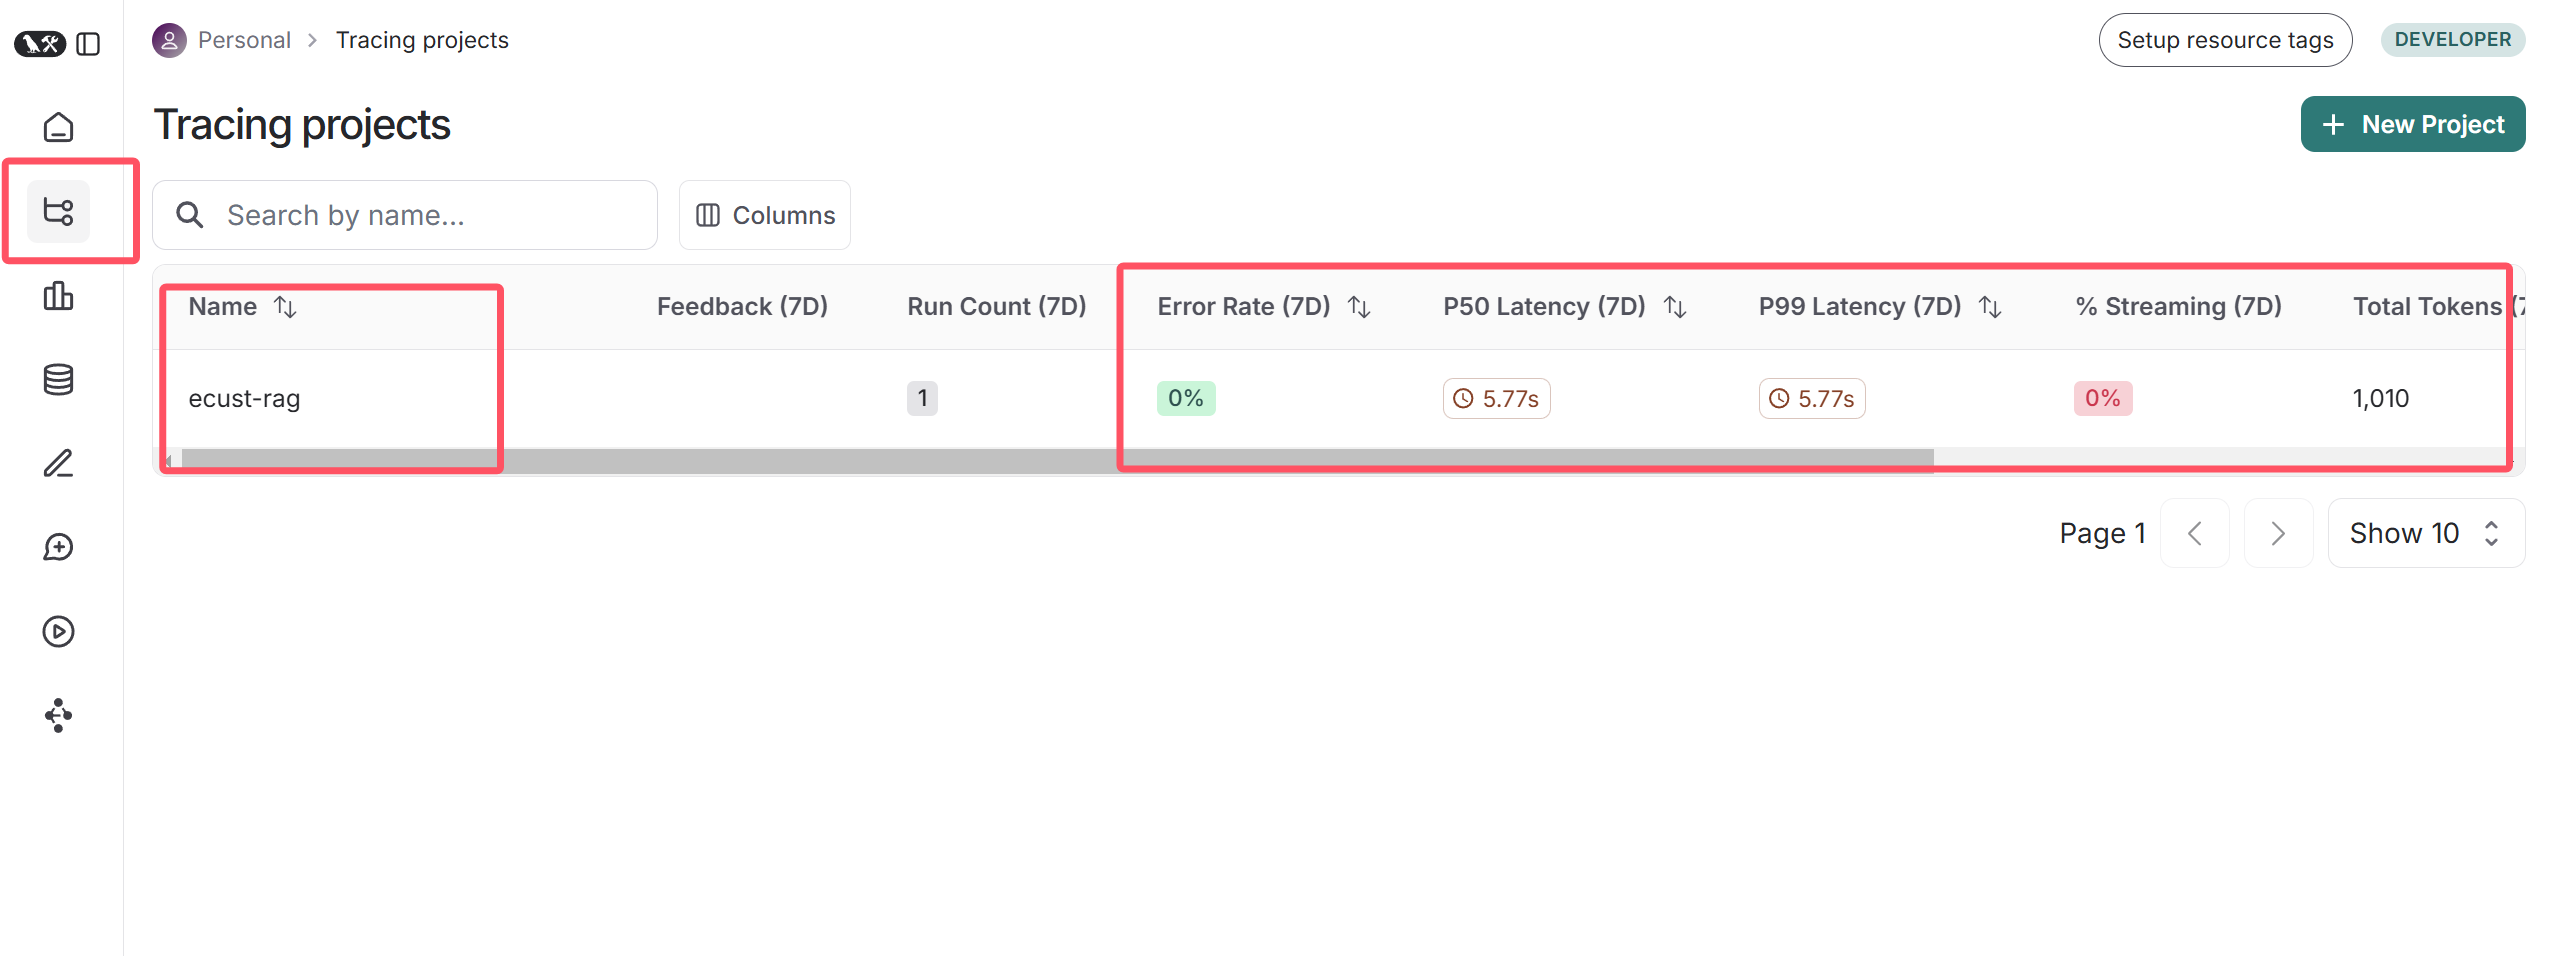 Personal > Tracing projects
Setup resource tags
DEVELOPER
Tracing projects
+ New Project
Search by name...
Columns
Name Feedback (7D) Run Count (7D) Error Rate (7D) P50 Latency (7D) P99 Latency (7D) % Streaming (7D) Total Tokens (7
ecust-rag 1 0% 5.77s 5.77s 0% 1,010
Page 1
Show 10